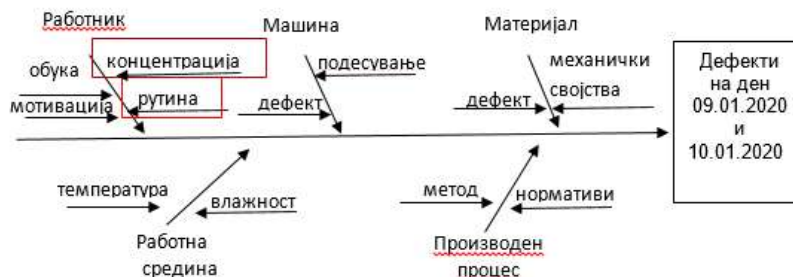 Работник
Машина
Материјал
концентрација
обука
мотивација
рутина
подесување
дефект
механички
својства
дефект
Дефекти
на ден
09.01.2020
и
10.01.2020
температура
влажност
Работна
средина
метод
нормативи
Производен
процес